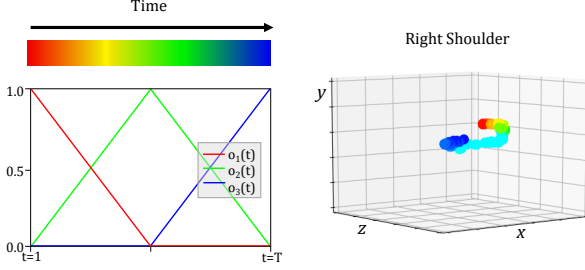 Time
1.0
0.5
0.0
t=1
t=T
o₁(t)
o₂(t)
o₃(t)
Right Shoulder
y
z
x